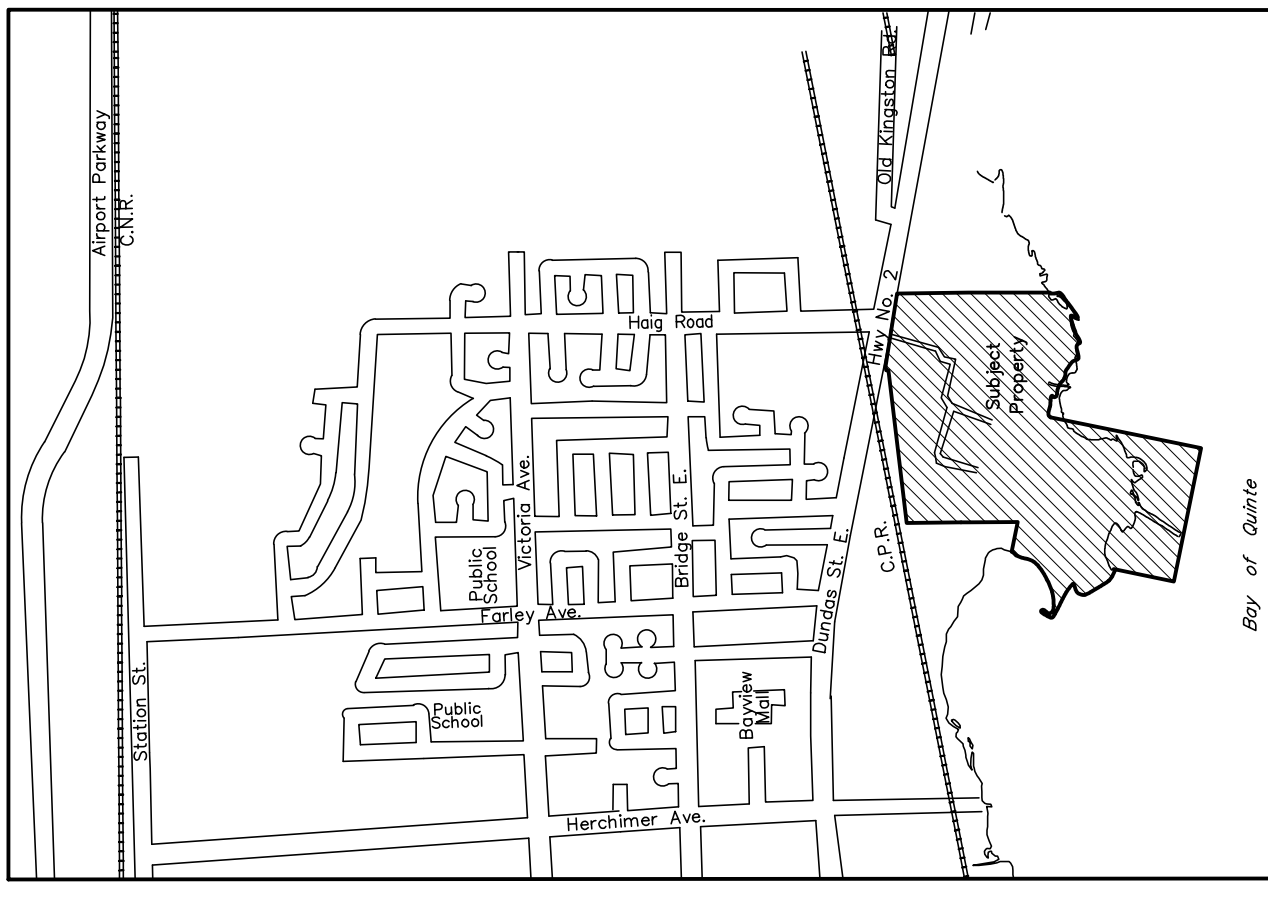 Airport Parkway
C.N.R.
Old Kingston Rd.
Hwy No. 2
Haig Road
Subject
Property
Victoria Ave.
Bridge St. E.
Public
School
Farley Ave.
C.P.R.
Dundas St. E.
Bay of Quinte
Station St.
Public
School
Bayview
Mall
Herchimer Ave.